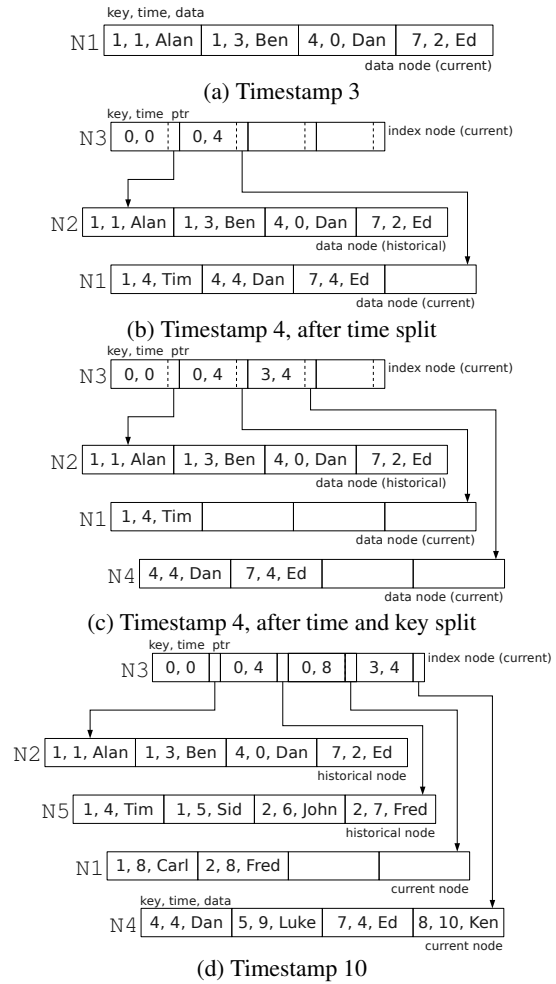 key, time, data
N1 1, 1, Alan 1, 3, Ben 4, 0, Dan 7, 2, Ed
data node (current)
(a) Timestamp 3
key, time ptr
N3 0, 0 0, 4 index node (current)
N2 1, 1, Alan 1, 3, Ben 4, 0, Dan 7, 2, Ed
data node (historical)
N1 1, 4, Tim 4, 4, Dan 7, 4, Ed
data node (current)
(b) Timestamp 4, after time split
key, time ptr
N3 0, 0 0, 4 3, 4 index node (current)
N2 1, 1, Alan 1, 3, Ben 4, 0, Dan 7, 2, Ed
data node (historical)
N1 1, 4, Tim
data node (current)
N4 4, 4, Dan 7, 4, Ed
data node (current)
(c) Timestamp 4, after time and key split
key, time ptr
N3 0, 0 0, 4 0, 8 3, 4 index node (current)
N2 1, 1, Alan 1, 3, Ben 4, 0, Dan 7, 2, Ed
historical node
N5 1, 4, Tim 1, 5, Sid 2, 6, John 2, 7, Fred
historical node
N1 1, 8, Carl 2, 8, Fred
current node
key, time, data
N4 4, 4, Dan 5, 9, Luke 7, 4, Ed 8, 10, Ken
current node
(d) Timestamp 10